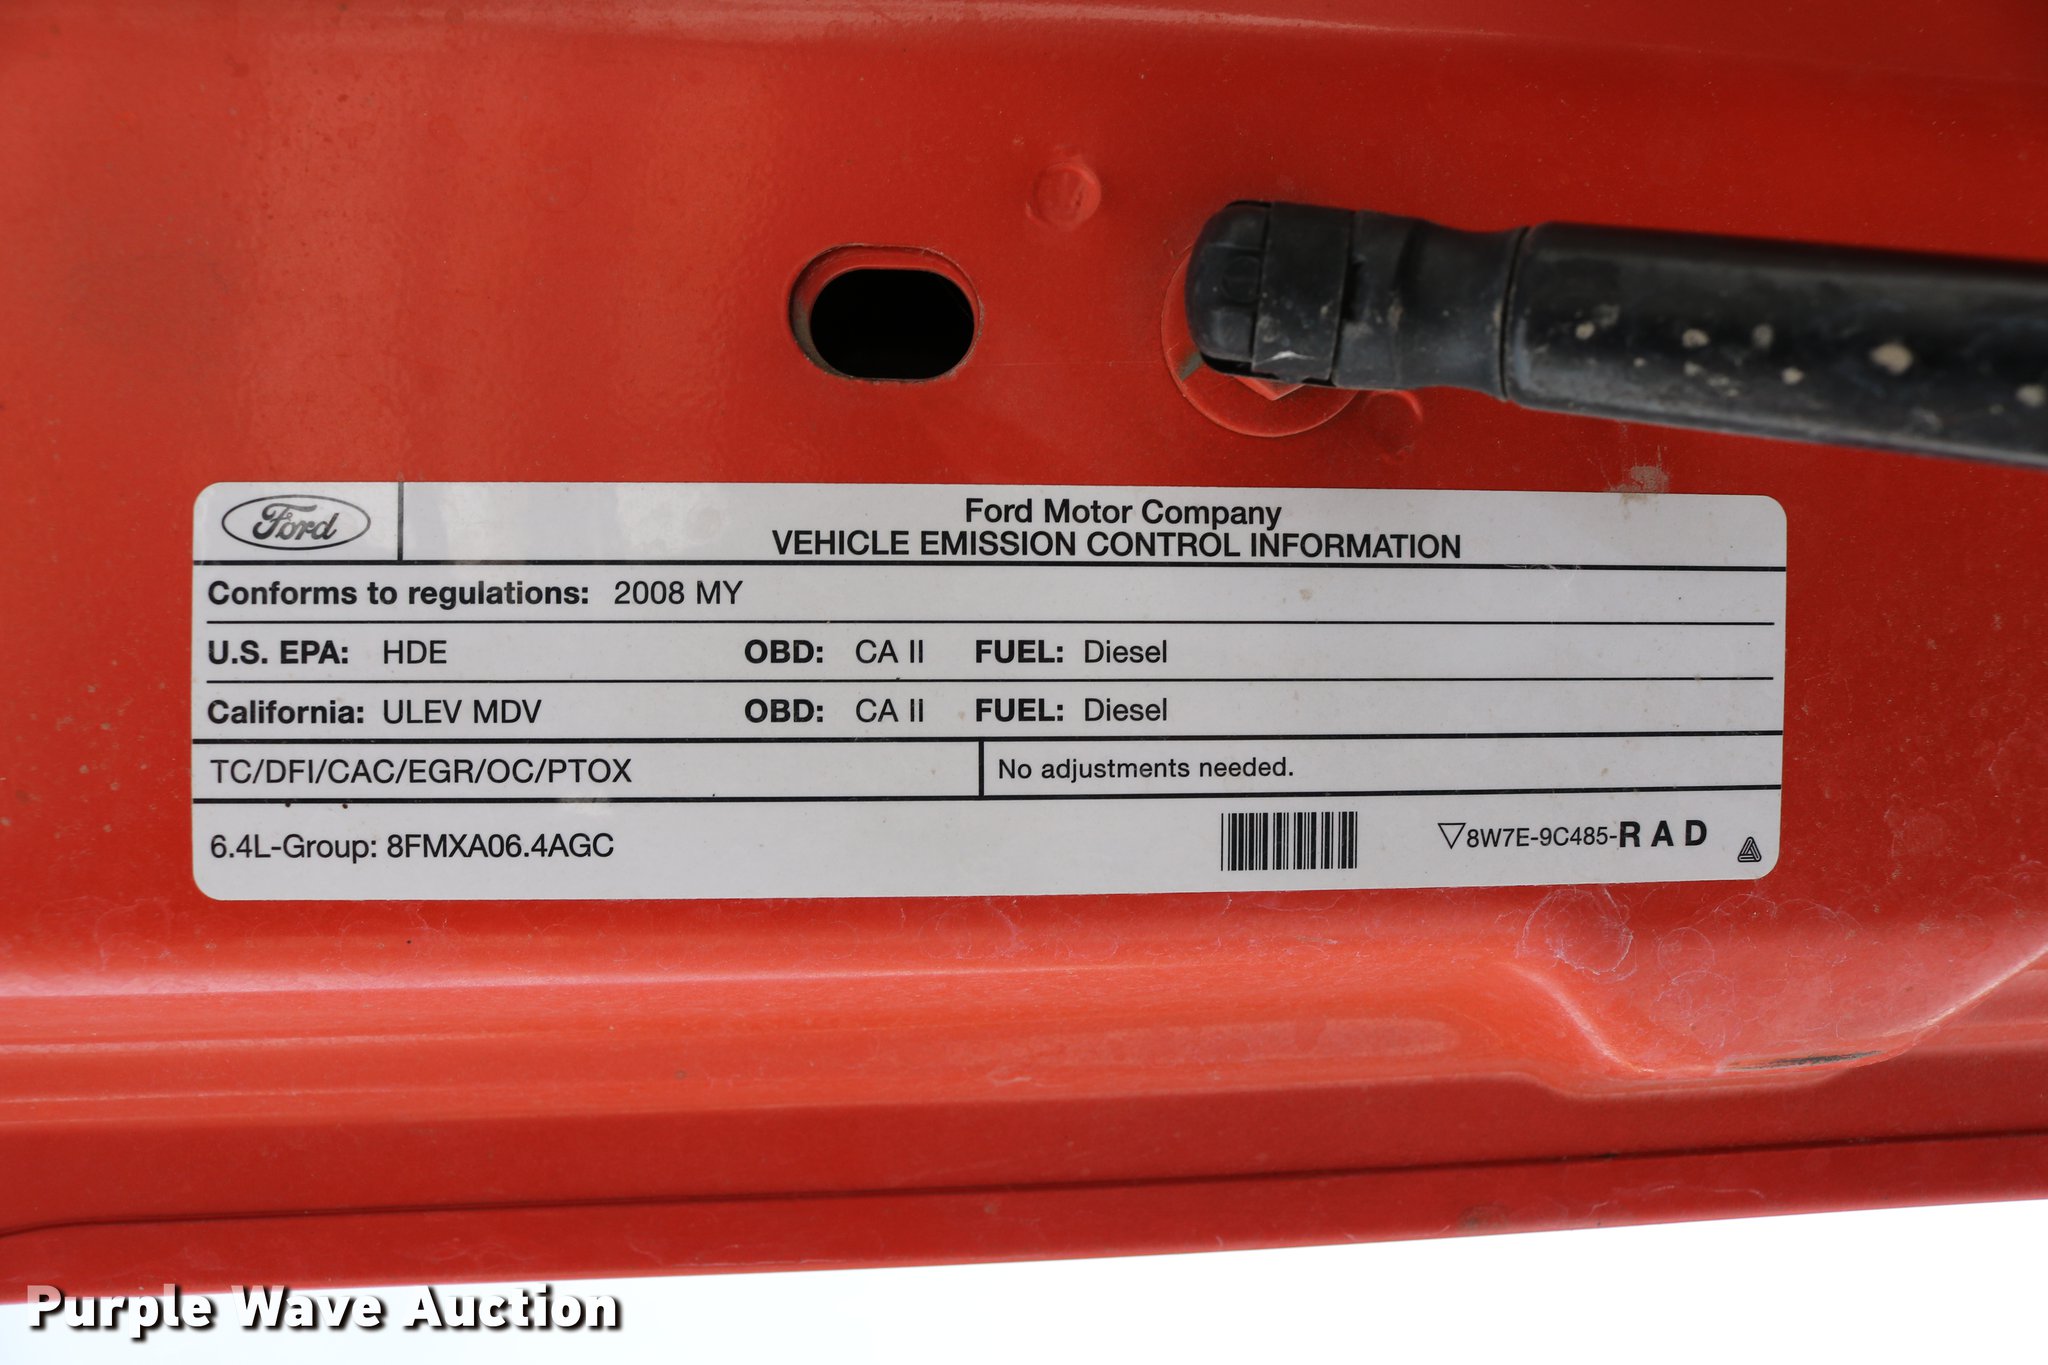 Ford
Ford Motor Company
VEHICLE EMISSION CONTROL INFORMATION
Conforms to regulations: 2008 MY
U.S. EPA: HDE OBD: CA II FUEL: Diesel
California: ULEV MDV OBD: CA II FUEL: Diesel
TC/DFI/CAC/EGR/OC/PTOX No adjustments needed.
6.4L-Group: 8FMXA06.4AGC 8W7E-9C485-RAD
Purple Wave Auction